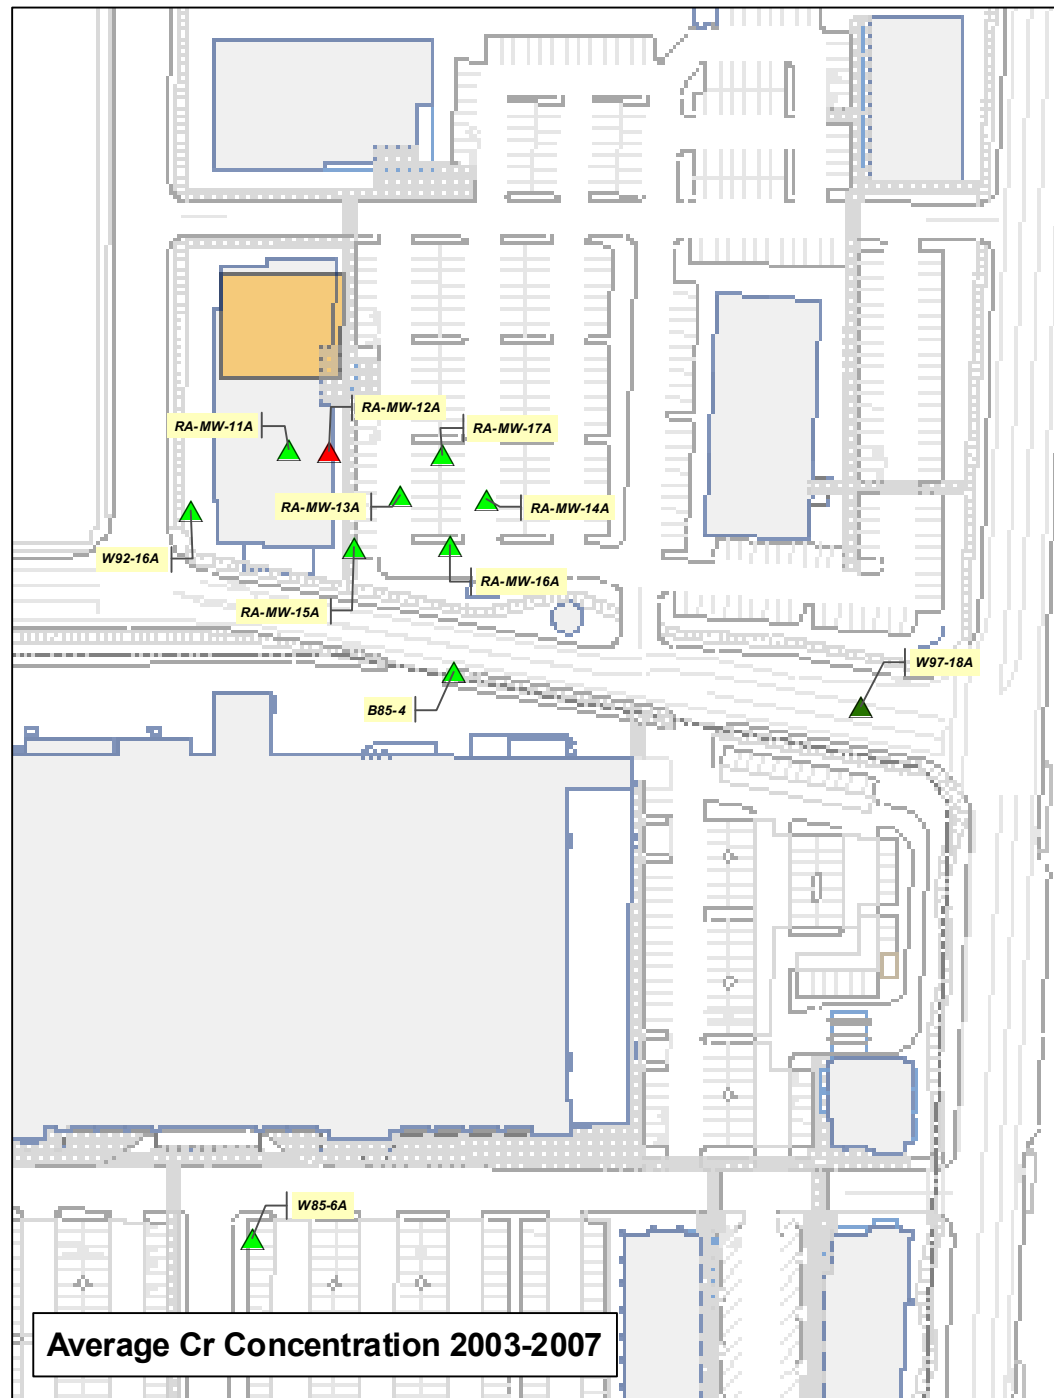 RA-MW-12A
RA-MW-11A
RA-MW-17A
RA-MW-13A
RA-MW-14A
W92-16A
RA-MW-16A
RA-MW-15A
W97-18A
B85-4
W85-6A
Average Cr Concentration 2003-2007